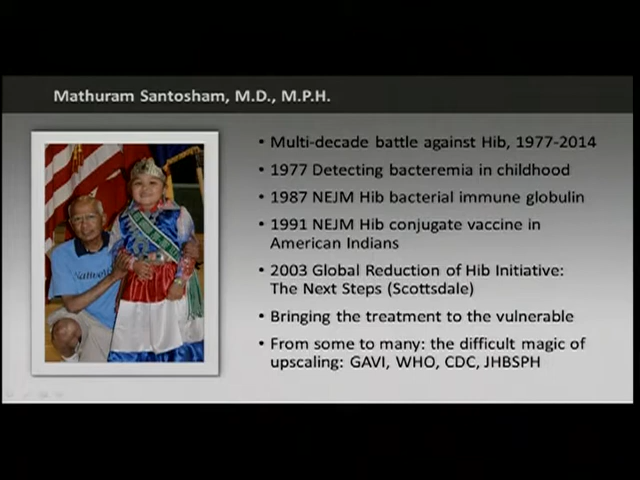 Mathuram Santosham, M.D., M.P.H.
• Multi-decade battle against Hib, 1977-2014
• 1977 Detecting bacteremia in childhood
• 1987 NEJM Hib bacterial immune globulin
• 1991 NEJM Hib conjugate vaccine in
American Indians
• 2003 Global Reduction of Hib Initiative:
The Next Steps (Scottsdale)
• Bringing the treatment to the vulnerable
• From some to many: the difficult magic of
upscaling: GAVI, WHO, CDC, JHBSPH